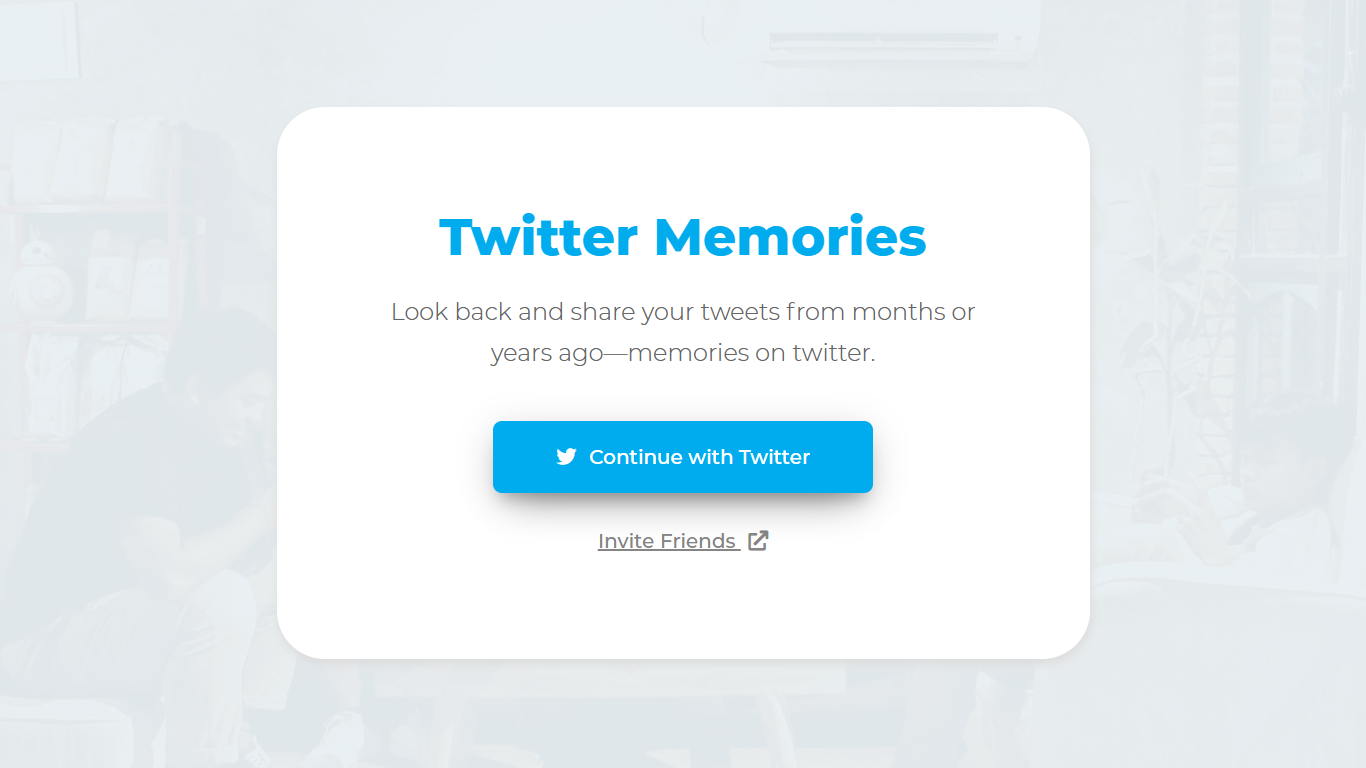 Twitter Memories
Look back and share your tweets from months or
years ago—memories on twitter.
Continue with Twitter
Invite Friends